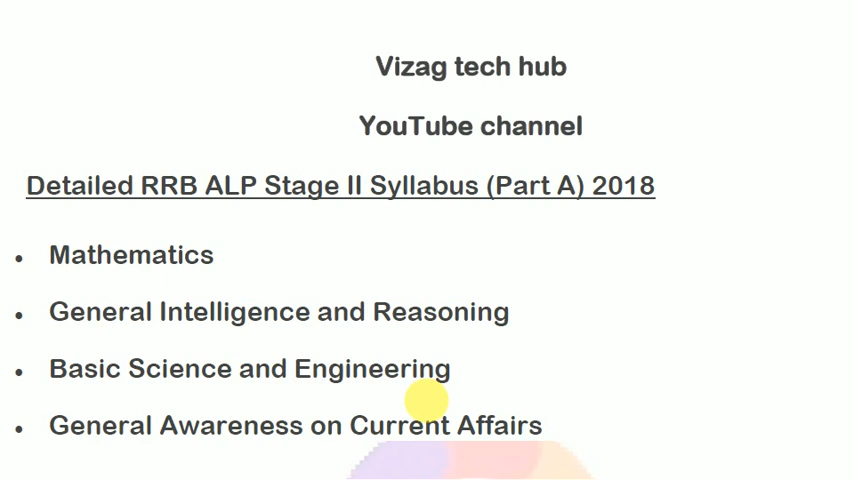 Vizag tech hub
YouTube channel
Detailed RRB ALP Stage II Syllabus (Part A) 2018
• Mathematics
• General Intelligence and Reasoning
• Basic Science and Engineering
• General Awareness on Current Affairs